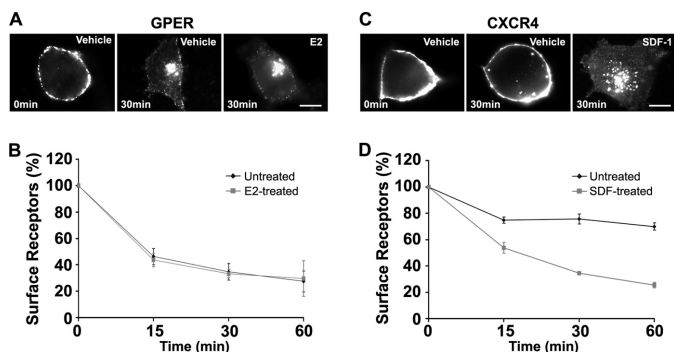 A
GPER
Vehicle
0min
Vehicle
30min
E2
30min
B
Surface Receptors (%)
120
100
80
60
40
20
0
Untreated
E2-treated
0
15
30
60
Time (min)
C
CXCR4
Vehicle
0min
Vehicle
30min
SDF-1
30min
D
Surface Receptors (%)
120
100
80
60
40
20
0
Untreated
SDF-treated
0
15
30
60
Time (min)